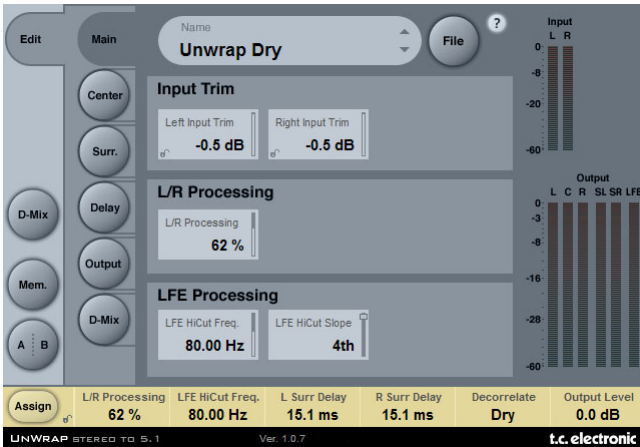 Edit
Main
Name
Unwrap Dry
File
?
Input
L R
0
-8
-20
-60
Center
Surr.
Delay
Output
D-Mix
D-Mix
Mem.
A B
Input Trim
Left Input Trim
-0.5 dB
Right Input Trim
-0.5 dB
L/R Processing
L/R Processing
62 %
LFE Processing
LFE HiCut Freq.
80.00 Hz
LFE HiCut Slope
4th
Output
L C R SL SR LFE
0
-3
-8
-16
-28
-60
Assign
L/R Processing
62 %
LFE HiCut Freq.
80.00 Hz
L Surr Delay
15.1 ms
R Surr Delay
15.1 ms
Decorrelate
Dry
Output Level
0.0 dB
UNWRAP STEREO TO 5.1
Ver. 1.0.7
t.c. electronic